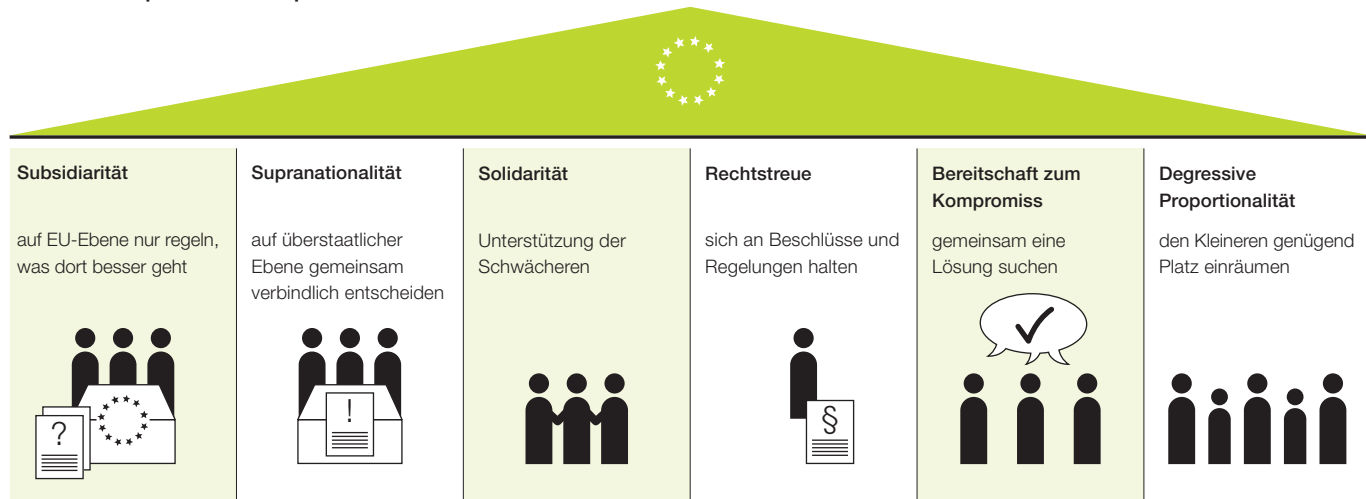 Subsidiarität
auf EU-Ebene nur regeln,
was dort besser geht
?
Supranationalität
auf überstaatlicher
Ebene gemeinsam
verbindlich entscheiden
!
Solidarität
Unterstützung der
Schwächeren
Rechtstreue
sich an Beschlüsse und
Regelungen halten
§
Bereitschaft zum
Kompromiss
gemeinsam eine
Lösung suchen
Degressive
Proportionalität
den Kleineren genügend
Platz einräumen